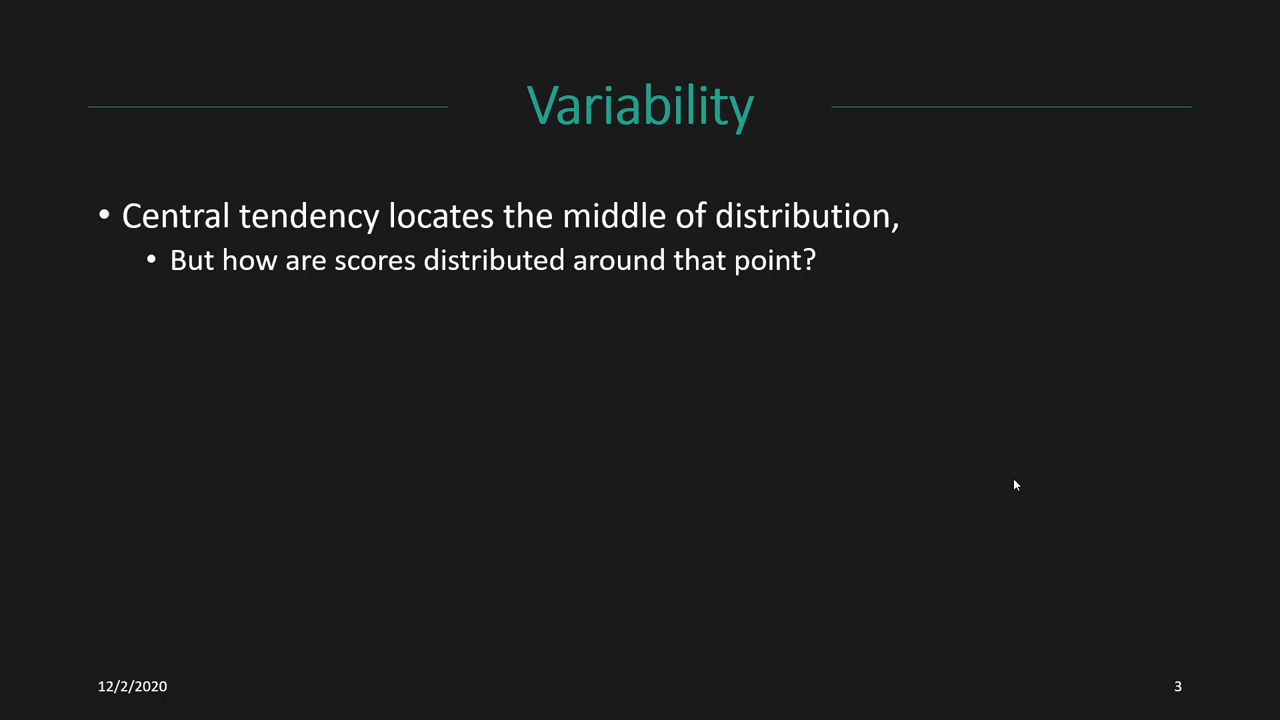 Variability
• Central tendency locates the middle of distribution,
• But how are scores distributed around that point?
12/2/2020
3